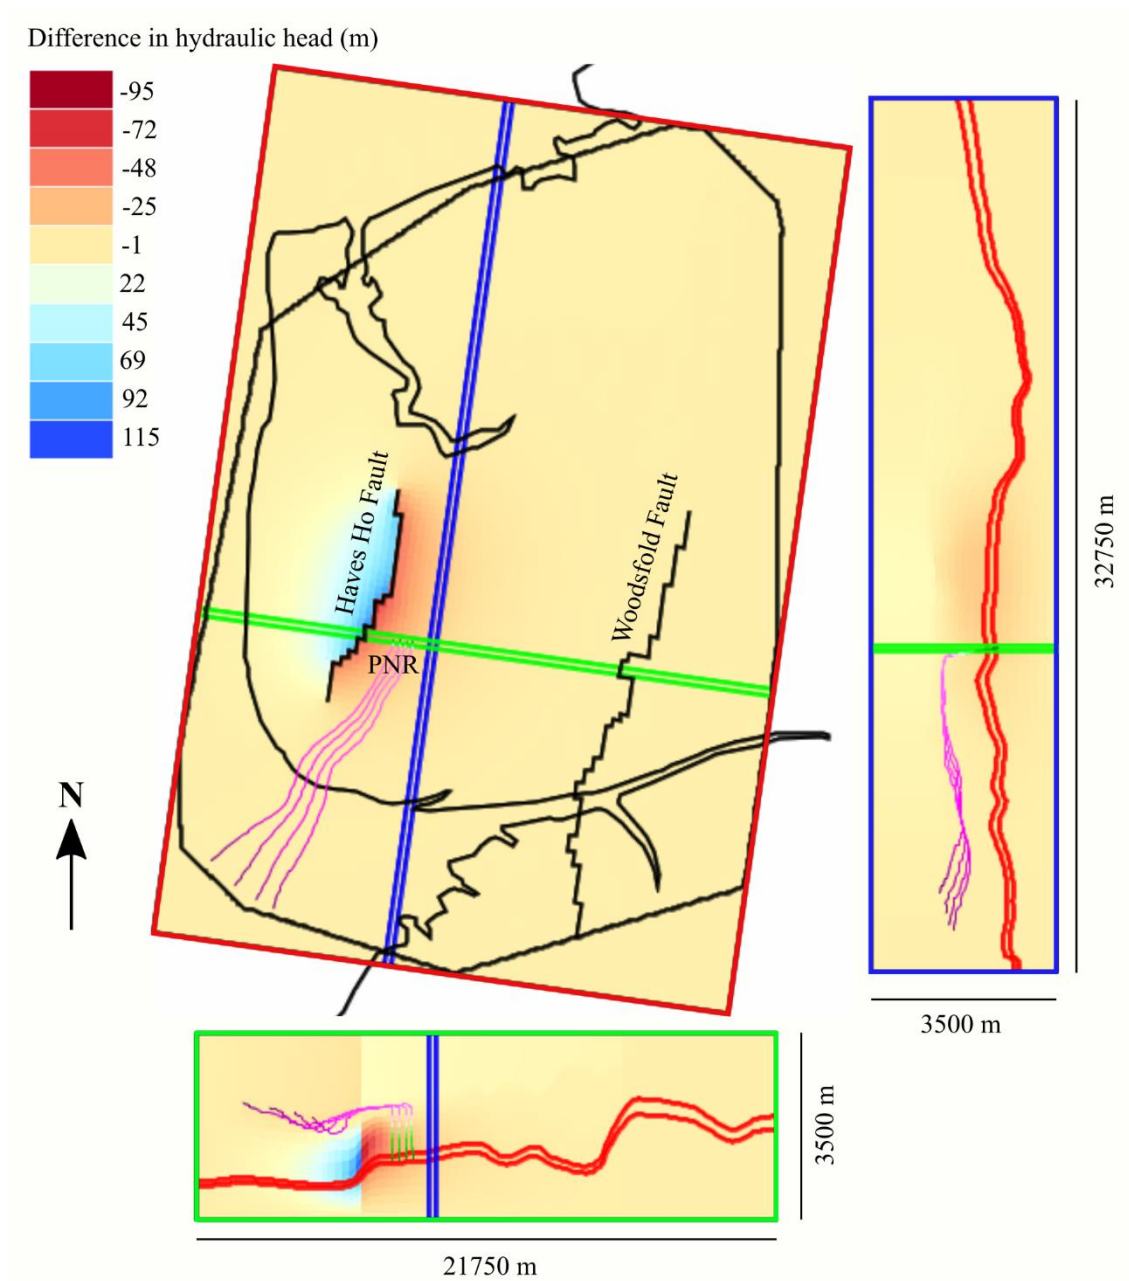 Difference in hydraulic head (m)
-95
-72
-48
-25
-1
22
45
69
92
115
Haves Ho Fault
Woodsfold Fault
PNR
N
32750 m
3500 m
3500 m
21750 m